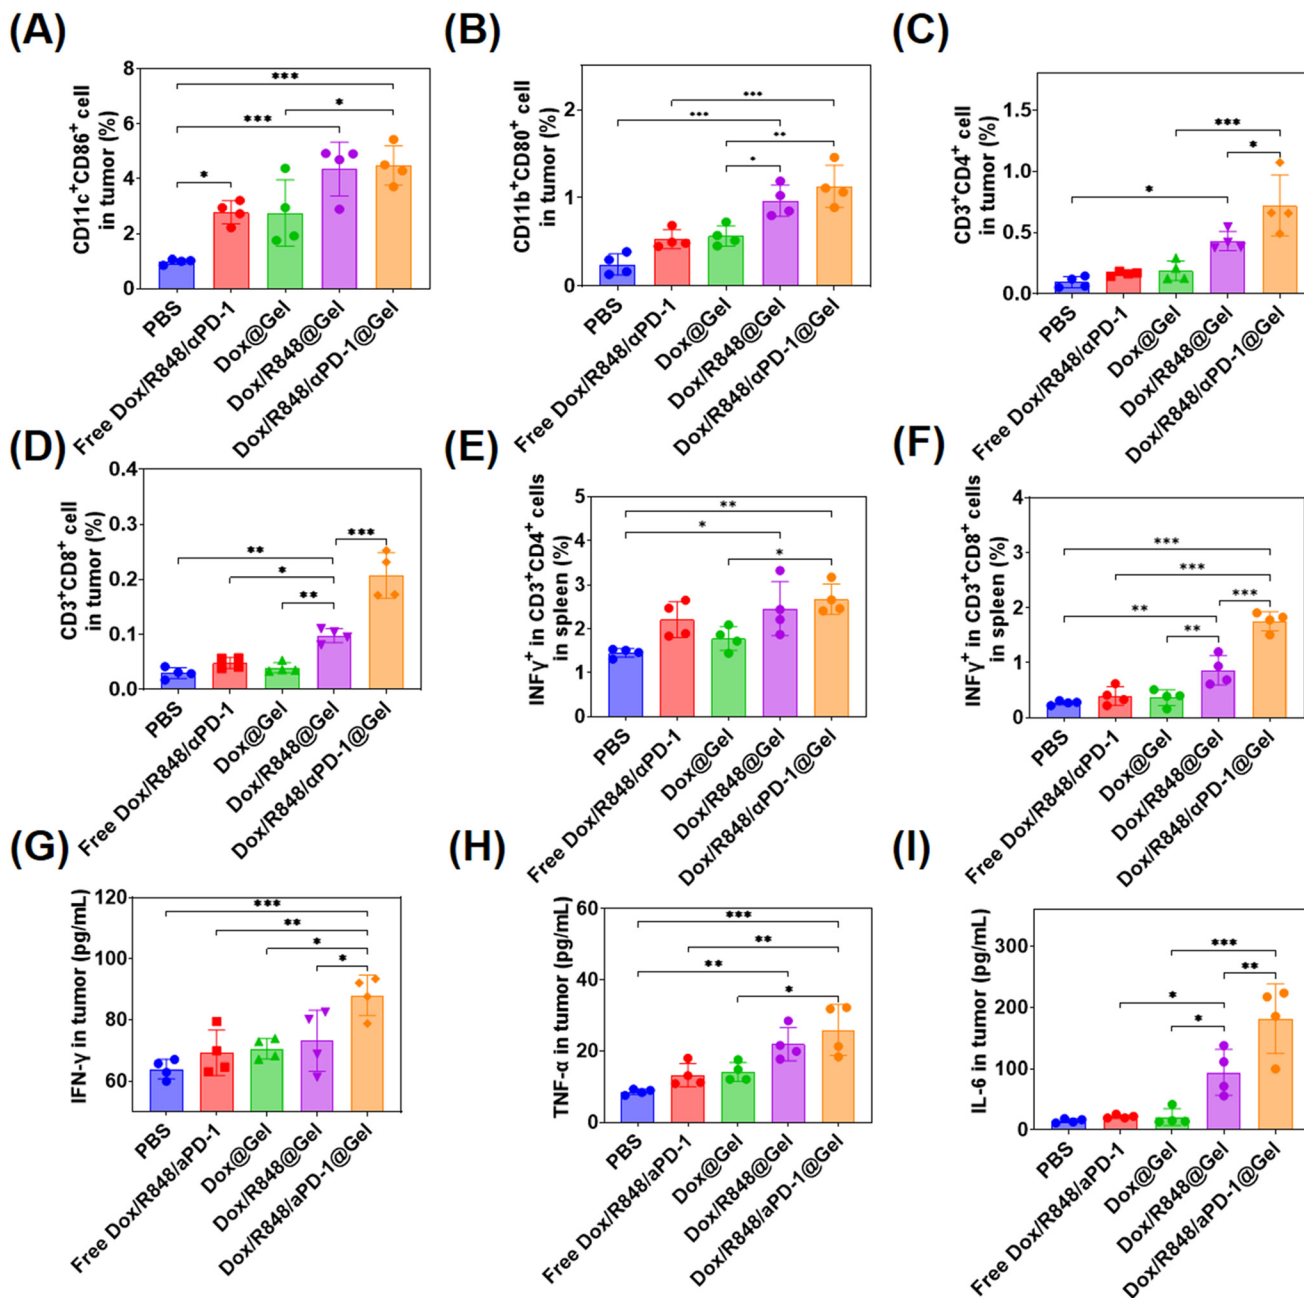 (A)
CD11c⁺CD86⁺ cell
in tumor (%)
8
6
4
2
0
***
*
***
*
PBS
Free Dox/R848/αPD-1
Dox@Gel
Dox/R848@Gel
Dox/R848/αPD-1@Gel
(B)
CD11b⁺CD80⁺ cell
in tumor (%)
2
1
0
***
***
**
*
PBS
Free Dox/R848/αPD-1
Dox@Gel
Dox/R848@Gel
Dox/R848/αPD-1@Gel
(C)
CD3⁺CD4⁺ cell
in tumor (%)
1.5
1.0
0.5
0.0
***
*
*
PBS
Free Dox/R848/αPD-1
Dox@Gel
Dox/R848@Gel
Dox/R848/αPD-1@Gel
(D)
CD3⁺CD8⁺ cell
in tumor (%)
0.4
0.3
0.2
0.1
0.0
***
**
*
**
PBS
Free Dox/R848/αPD-1
Dox@Gel
Dox/R848@Gel
Dox/R848/αPD-1@Gel
(E)
INFγ⁺ in CD3⁺CD4⁺ cells
in spleen (%)
5
4
3
2
1
0
**
*
*
PBS
Free Dox/R848/αPD-1
Dox@Gel
Dox/R848@Gel
Dox/R848/αPD-1@Gel
(F)
INFγ⁺ in CD3⁺CD8⁺ cells
in spleen (%)
4
3
2
1
0
***
***
***
**
**
PBS
Free Dox/R848/αPD-1
Dox@Gel
Dox/R848@Gel
Dox/R848/αPD-1@Gel
(G)
IFN-γ in tumor (pg/mL)
120
100
80
60
***
**
*
*
PBS
Free Dox/R848/aPD-1
Dox@Gel
Dox/R848@Gel
Dox/R848/aPD-1@Gel
(H)
TNF-α in tumor (pg/mL)
60
40
20
0
***
**
**
*
PBS
Free Dox/R848/aPD-1
Dox@Gel
Dox/R848@Gel
Dox/R848/aPD-1@Gel
(I)
IL-6 in tumor (pg/mL)
300
200
100
0
***
**
*
*
PBS
Free Dox/R848/aPD-1
Dox@Gel
Dox/R848@Gel
Dox/R848/aPD-1@Gel